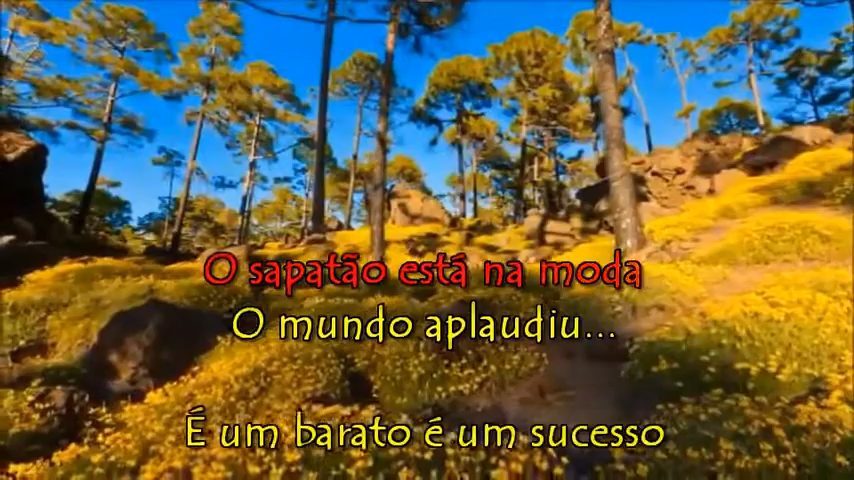 O sapatão está na moda
O mundo aplaudiu...
É um barato é um sucesso